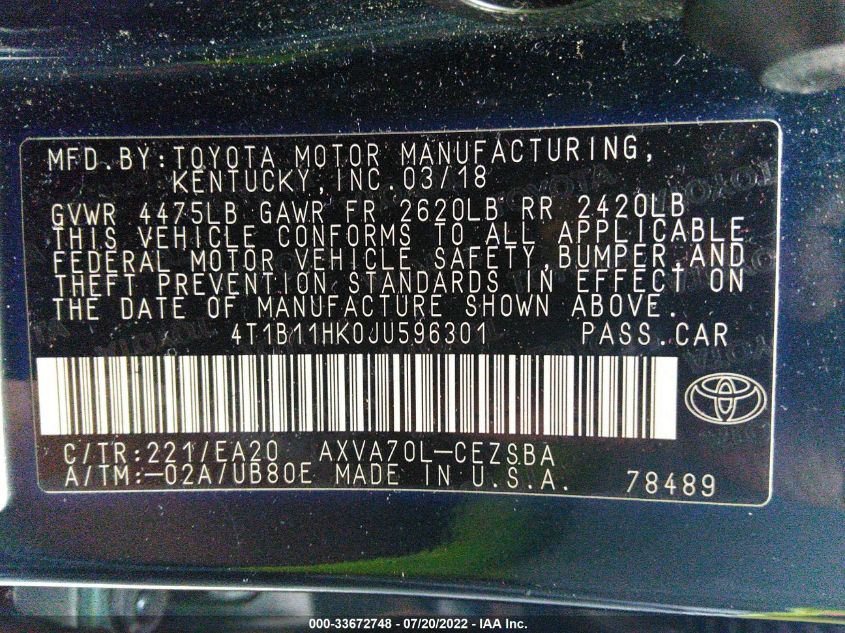 MFD.BY:TOYOTA MOTOR MANUFACTURING,
KENTUCKY,INC.03/18
GVWR 4475LB GAWR FR 2620LB RR 2420LB
THIS VEHICLE CONFORMS TO ALL APPLICABLE
FEDERAL MOTOR VEHICLE SAFETY,BUMPER,AND
THEFT PREVENTION STANDARDS IN EFFECT ON
THE DATE OF MANUFACTURE SHOWN ABOVE.
4T1B11HK0JU596301 PASS.CAR
C/TR:221/EA20 AXVA70L-CEZSBA
A/TM:-02A/UB80E MADE IN U.S.A. 78489
000-33672748 - 07/20/2022 - IAA Inc.